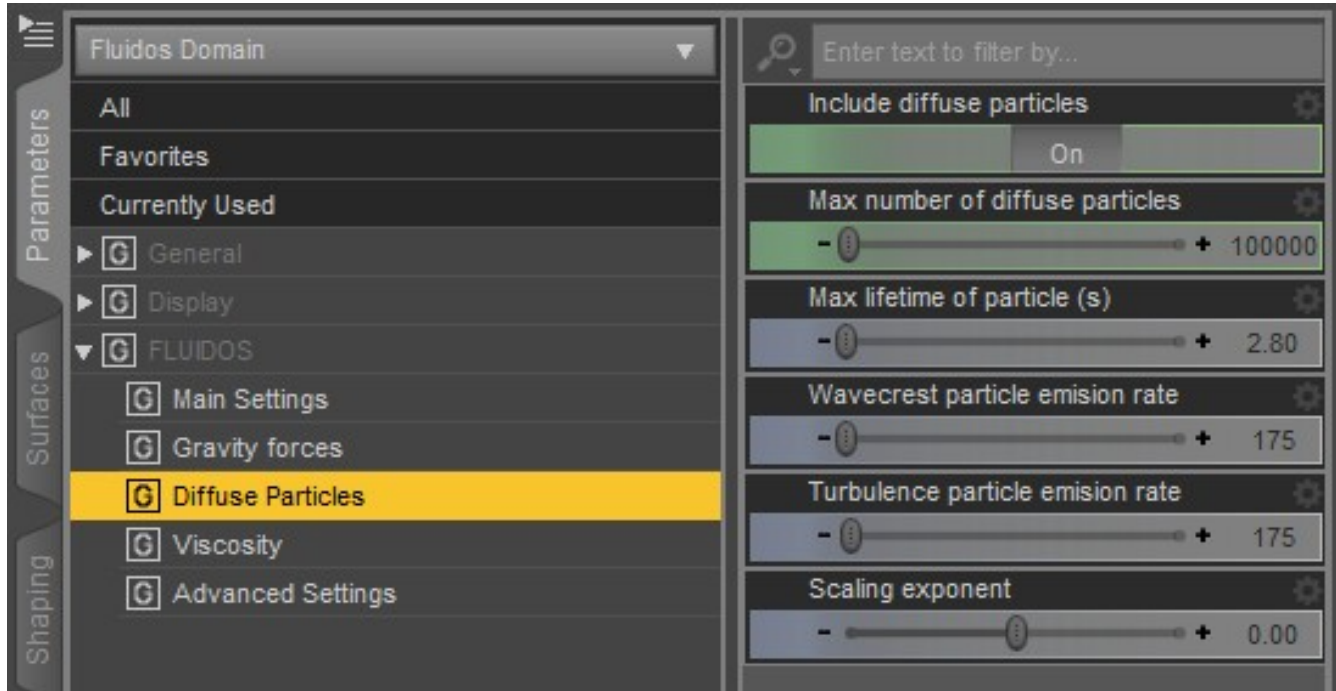 Parameters
Surfaces
Shaping
Fluidos Domain
All
Favorites
Currently Used
G General
G Display
G FLUIDOS
G Main Settings
G Gravity forces
G Diffuse Particles
G Viscosity
G Advanced Settings
Enter text to filter by...
Include diffuse particles
On
Max number of diffuse particles
- + 100000
Max lifetime of particle (s)
- + 2.80
Wavecrest particle emision rate
- + 175
Turbulence particle emision rate
- + 175
Scaling exponent
- + 0.00